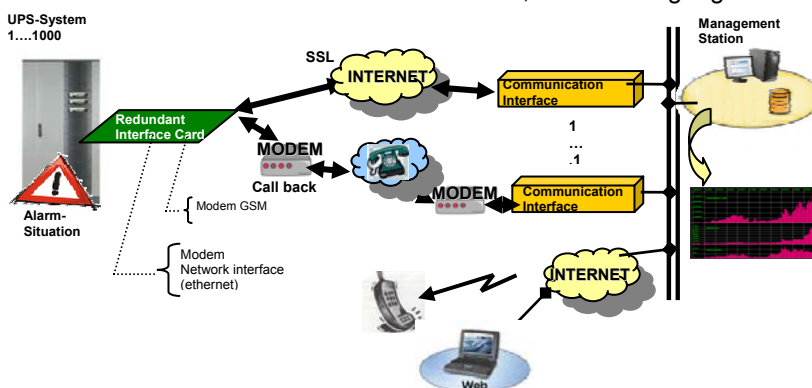 UPS-System
1....1000
Management
Station
SSL
INTERNET
Communication
Interface
Redundant
Interface Card
1
...
.1
MODEM
Call back
MODEM
Communication
Interface
Alarm-
Situation
Modem GSM
Modem
Network interface
(ethernet)
INTERNET
Web